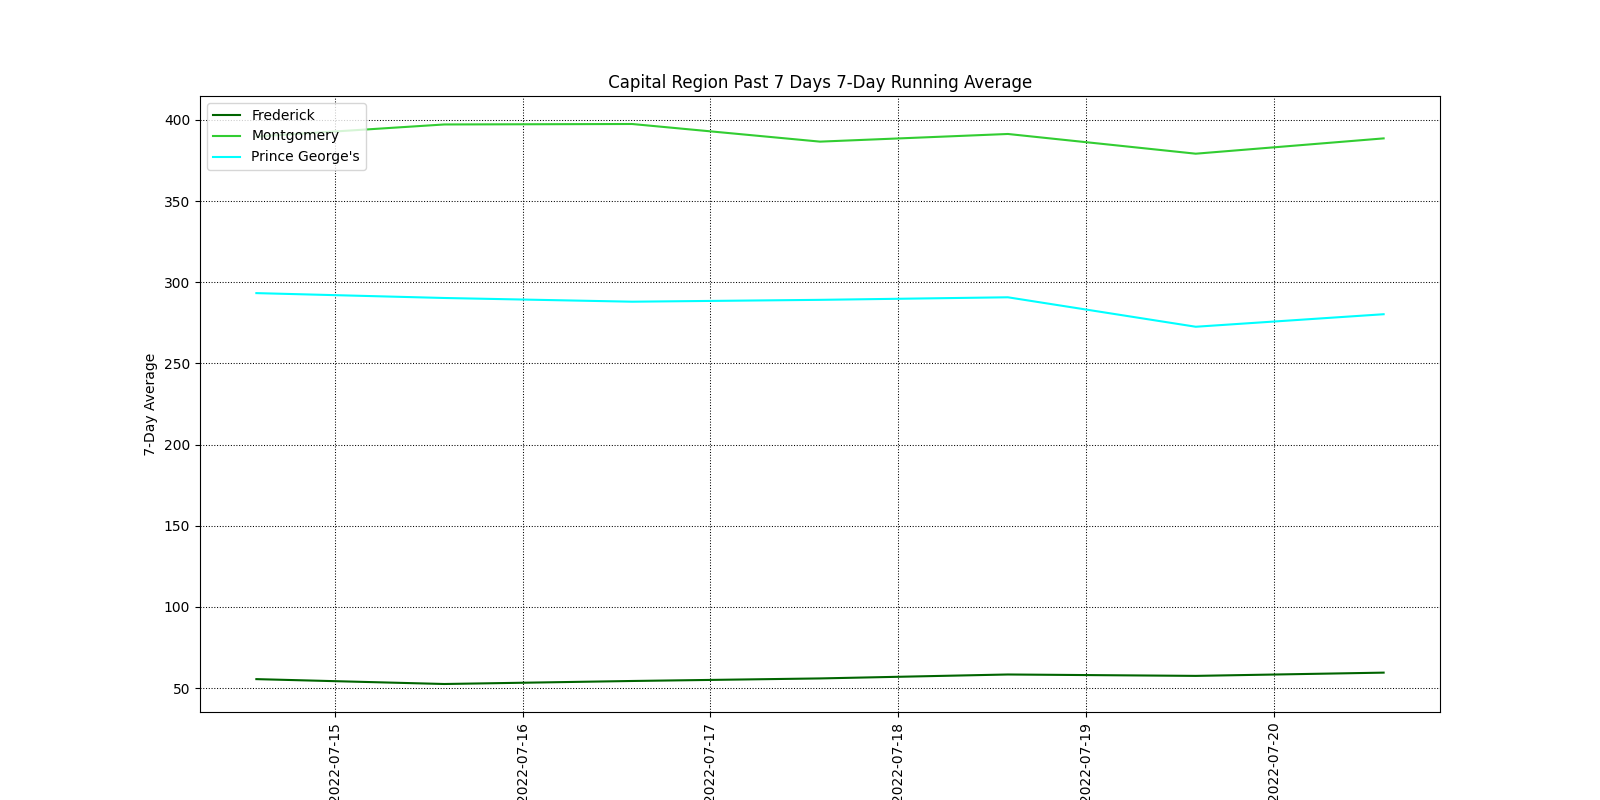 Capital Region Past 7 Days 7-Day Running Average
Frederick
Montgomery
Prince George's
400
350
300
250
200
150
100
50
7-Day Average
2022-07-15
2022-07-16
2022-07-17
2022-07-18
2022-07-19
2022-07-20